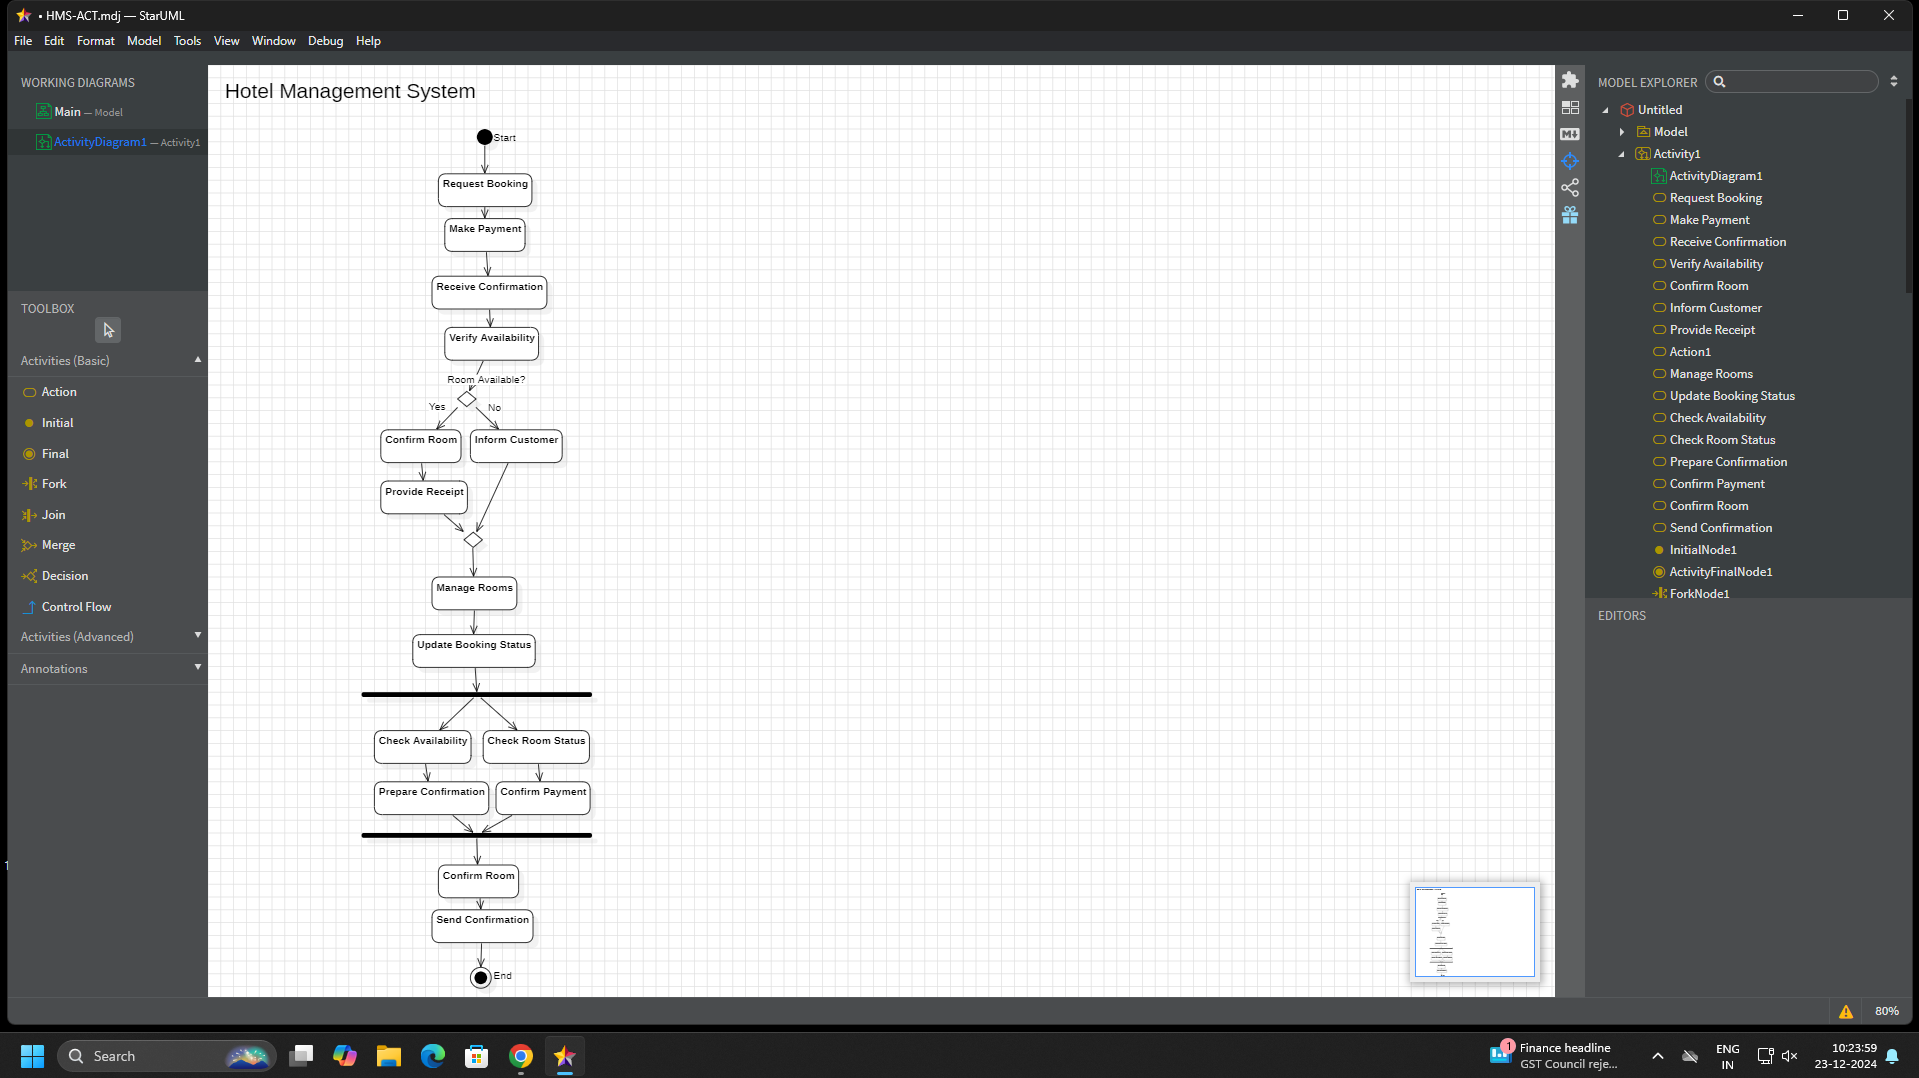 • HMS-ACT.mdj — StarUML
File Edit Format Model Tools View Window Debug Help
WORKING DIAGRAMS
Main — Model
ActivityDiagram1 — Activity1
TOOLBOX
Activities (Basic)
Action
Initial
Final
Fork
Join
Merge
Decision
Control Flow
Activities (Advanced)
Annotations
Hotel Management System
Start
Request Booking
Make Payment
Receive Confirmation
Verify Availability
Room Available?
Yes No
Confirm Room Inform Customer
Provide Receipt
Manage Rooms
Update Booking Status
Check Availability Check Room Status
Prepare Confirmation Confirm Payment
Confirm Room
Send Confirmation
End
MODEL EXPLORER
Untitled
Model
Activity1
ActivityDiagram1
Request Booking
Make Payment
Receive Confirmation
Verify Availability
Confirm Room
Inform Customer
Provide Receipt
Action1
Manage Rooms
Update Booking Status
Check Availability
Check Room Status
Prepare Confirmation
Confirm Payment
Confirm Room
Send Confirmation
InitialNode1
ActivityFinalNode1
ForkNode1
EDITORS
80%
Search
1
Finance headline
GST Council reje...
ENG
IN
10:23:59
23-12-2024